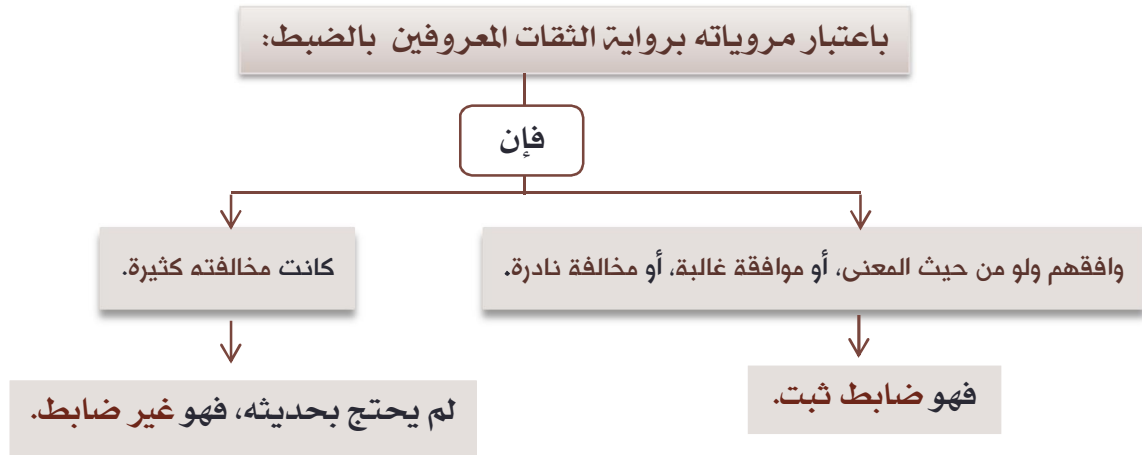 باعتبار مروياته برواية الثقات المعروفين بالضبط:
فإن
وافقهم ولو من حيث المعنى، أو موافقة غالبة، أو مخالفة نادرة.
كانت مخالفته كثيرة.
فهو ضابط ثبت.
لم يحتج بحديثه، فهو غير ضابط.